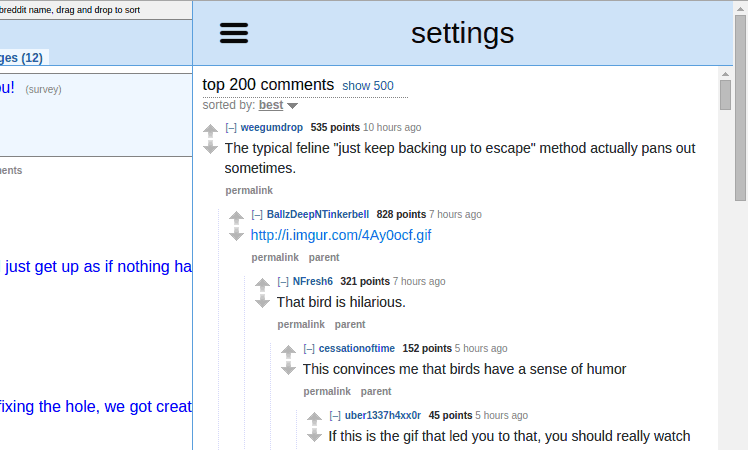 breddit name, drag and drop to sort
ges (12)
ou! (survey)
ents
just get up as if nothing ha
fixing the hole, we got creat
settings
top 200 comments show 500
sorted by: best
[–] weegumdrop 535 points 10 hours ago
The typical feline "just keep backing up to escape" method actually pans out
sometimes.
permalink
[–] BallzDeepNTinkerbell 828 points 7 hours ago
http://i.imgur.com/4Ay0ocf.gif
permalink parent
[–] NFresh6 321 points 7 hours ago
That bird is hilarious.
permalink parent
[–] cessationoftime 152 points 5 hours ago
This convinces me that birds have a sense of humor
permalink parent
[–] uber1337h4xx0r 45 points 5 hours ago
If this is the gif that led you to that, you should really watch